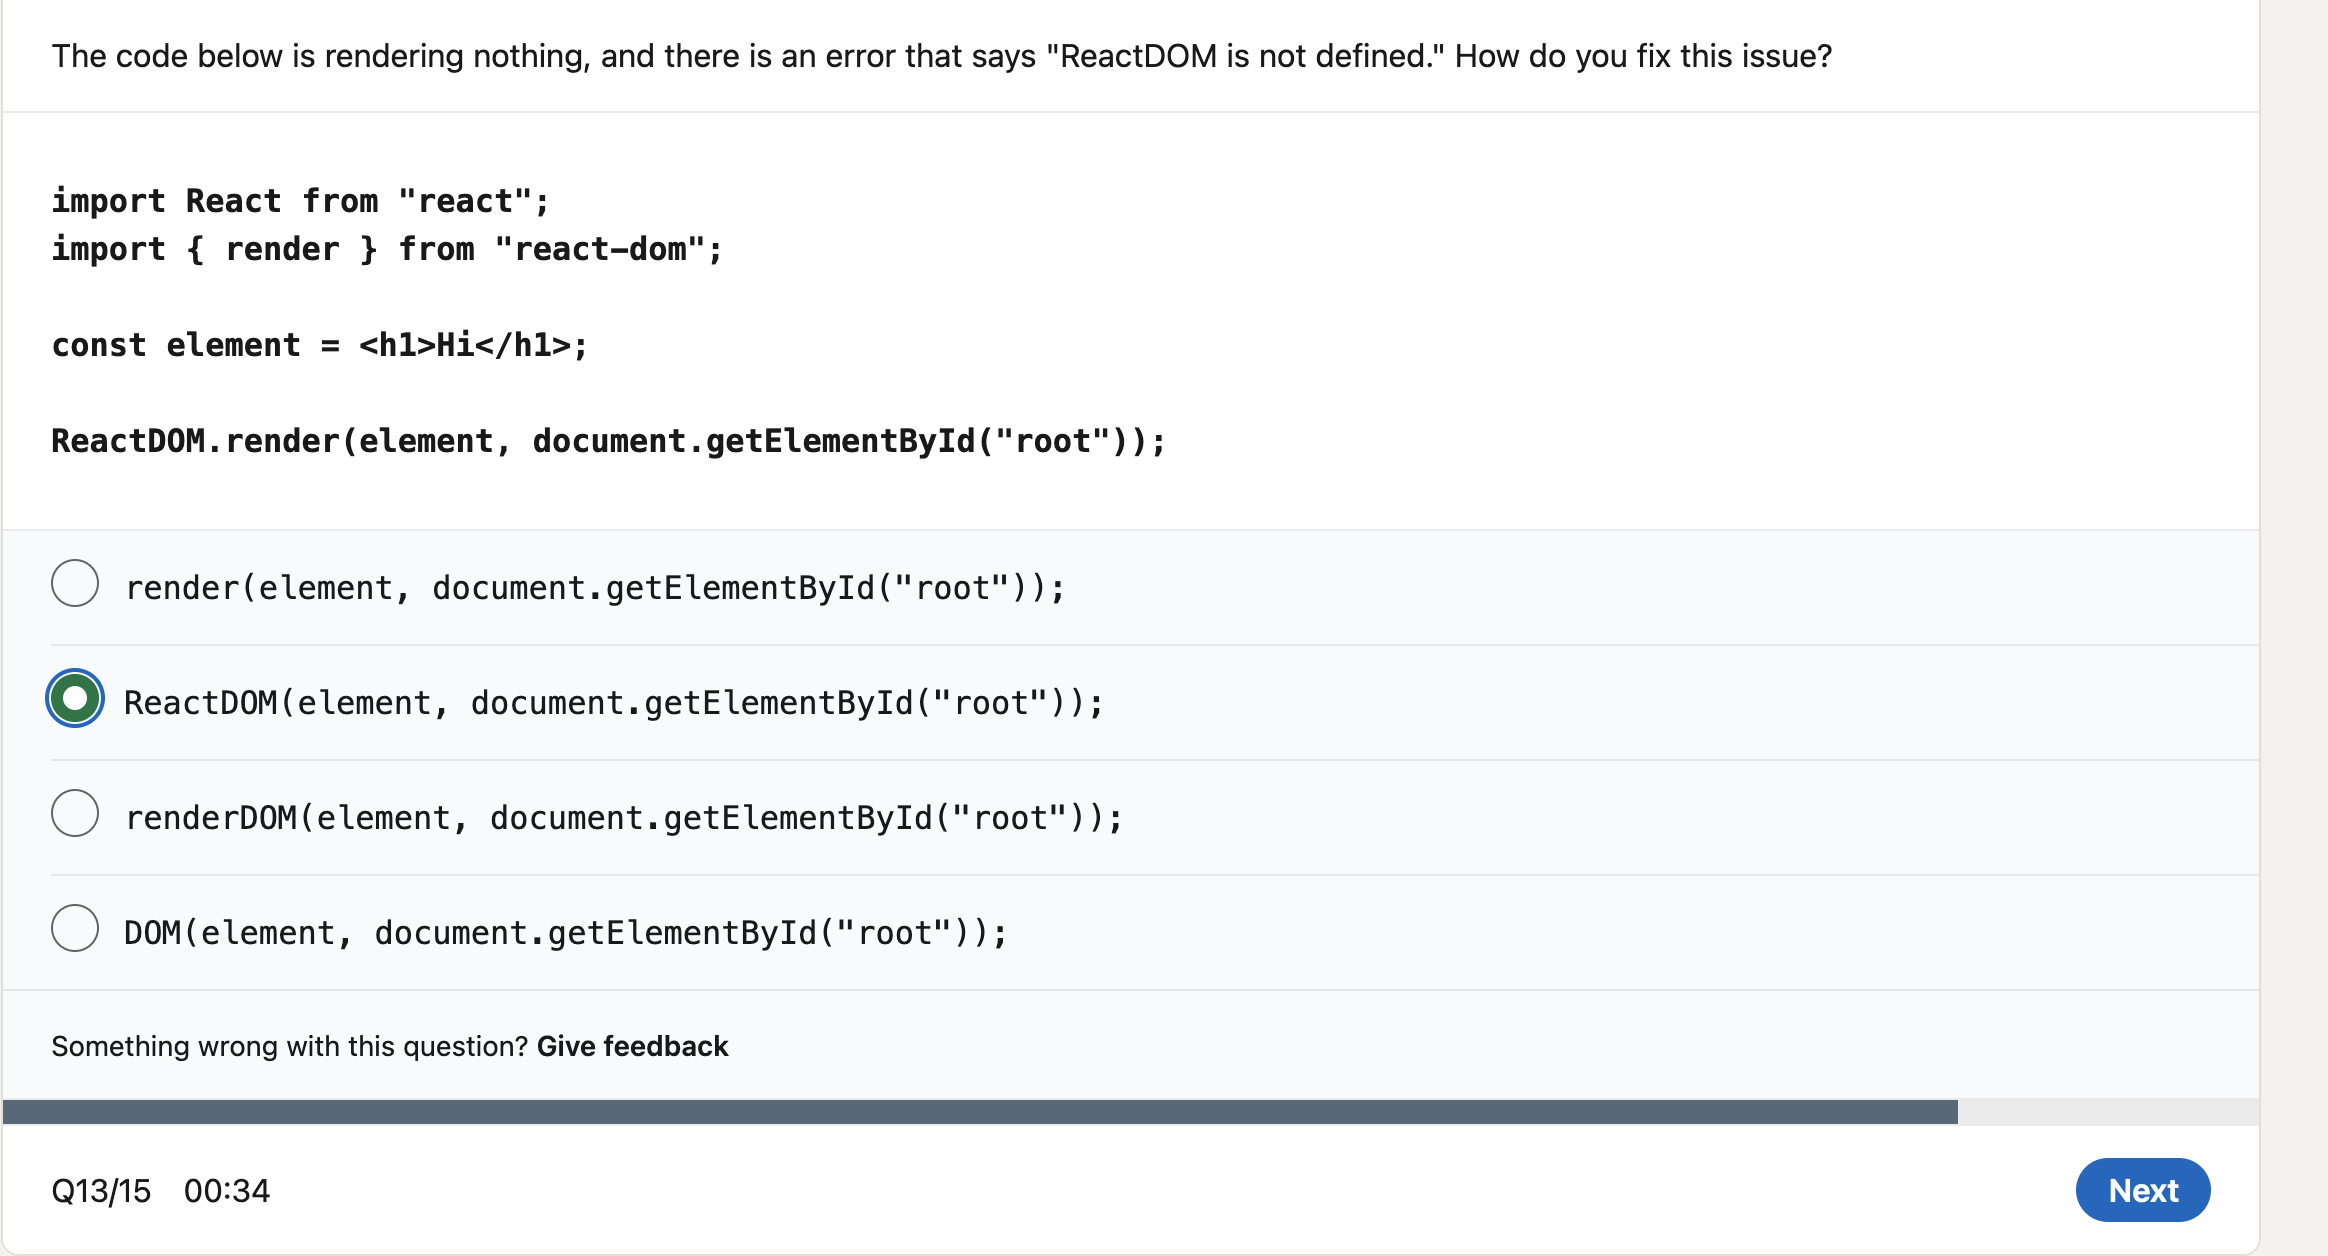 The code below is rendering nothing, and there is an error that says "ReactDOM is not defined." How do you fix this issue?
import React from "react";
import { render } from "react-dom";
const element = <h1>Hi</h1>;
ReactDOM.render(element, document.getElementById("root"));
render(element, document.getElementById("root"));
ReactDOM(element, document.getElementById("root"));
renderDOM(element, document.getElementById("root"));
DOM(element, document.getElementById("root"));
Something wrong with this question? Give feedback
Q13/15 00:34
Next